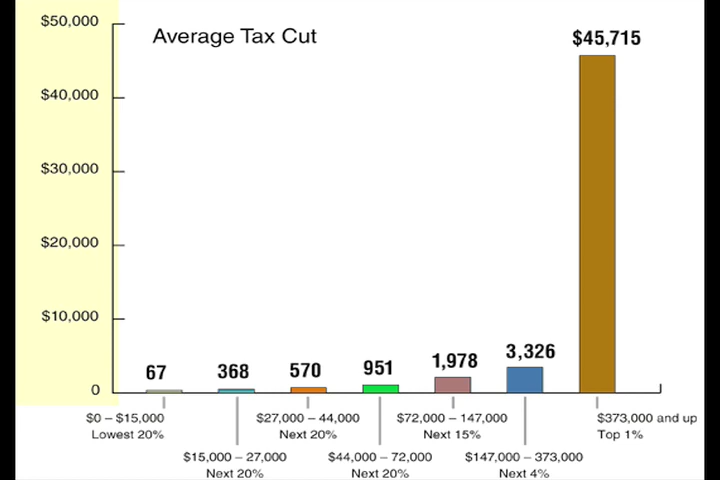 Average Tax Cut
$50,000
$40,000
$30,000
$20,000
$10,000
0
67
368
570
951
1,978
3,326
$45,715
$0 – $15,000
Lowest 20%
$15,000 – 27,000
Next 20%
$27,000 – 44,000
Next 20%
$44,000 – 72,000
Next 20%
$72,000 – 147,000
Next 15%
$147,000 – 373,000
Next 4%
$373,000 and up
Top 1%